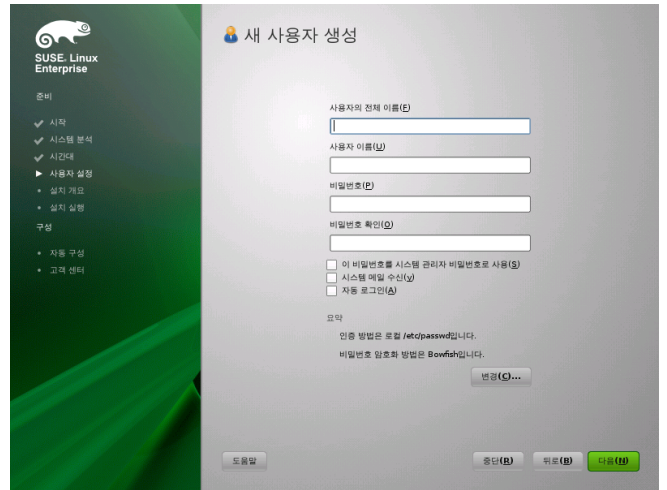 SUSE. Linux
Enterprise
준비
시작
시스템 분석
시간대
사용자 설정
설치 개요
설치 실행
구성
자동 구성
고객 센터
새 사용자 생성
사용자의 전체 이름(F)
사용자 이름(U)
비밀번호(P)
비밀번호 확인(O)
이 비밀번호를 시스템 관리자 비밀번호로 사용(S)
시스템 메일 수신(y)
자동 로그인(A)
요약
인증 방법은 로컬 /etc/passwd입니다.
비밀번호 암호화 방법은 Bowfish입니다.
변경(C)...
도움말
중단(R)
뒤로(B)
다음(N)